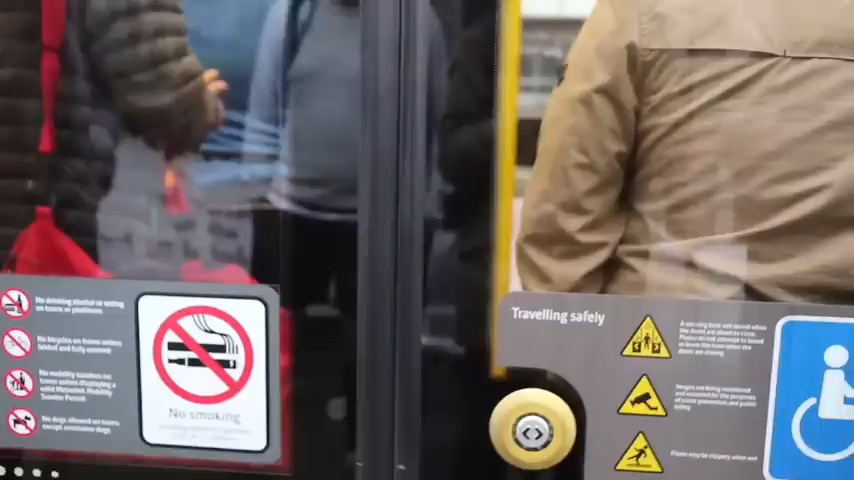 No drinking alcohol or eating
on trams or platforms
No bicycles on trams unless
folded and fully covered
No mobility scooters on
trams unless displaying a
valid Metrolink Mobility
Scooter Permit
No dogs allowed on trams
except assistance dogs
No smoking
Travelling safely
A warning tone will sound when
the doors are about to close.
Please do not attempt to board
or leave the tram when the
doors are closing
Images are being monitored
and recorded for the purposes
of crime prevention and public
safety
Floors may be slippery when wet